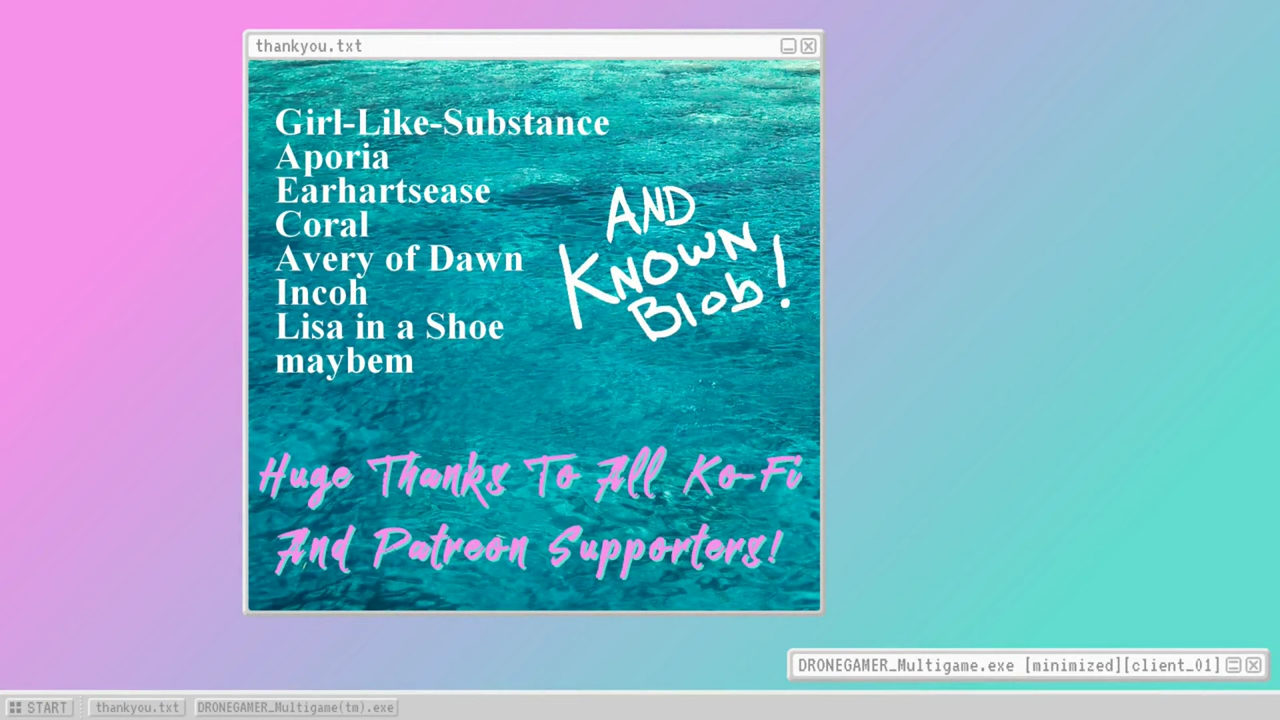 thankyou.txt
Girl-Like-Substance
Aporia
Earhartsease
Coral
Avery of Dawn
Incoh
Lisa in a Shoe
maybem
AND
KNOWN
Blob!
Huge Thanks To All Ko-Fi
And Patreon Supporters!
DRONEGAMER_Multigame.exe [minimized][client_01]
START
thankyou.txt
DRONEGAMER_Multigame(tm).exe